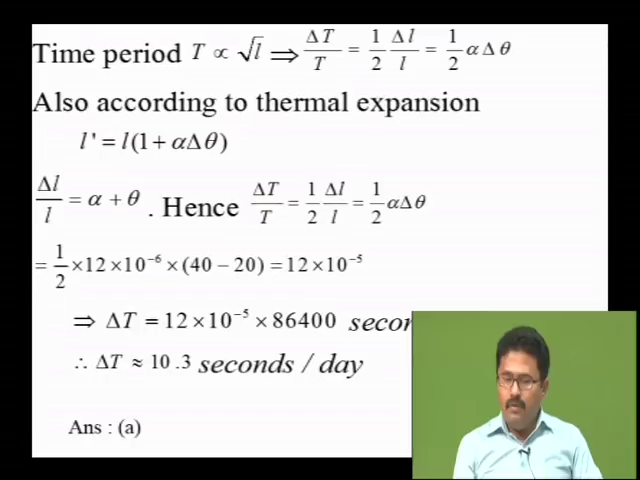 Time period T ∝ √l ⇒ ΔT/T = 1/2 Δl/l = 1/2 αΔθ
Also according to thermal expansion
l' = l(1 + αΔθ)
Δl/l = α + θ . Hence ΔT/T = 1/2 Δl/l = 1/2 αΔθ
= 1/2 × 12 × 10⁻⁶ × (40 − 20) = 12 × 10⁻⁵
⇒ ΔT = 12 × 10⁻⁵ × 86400
∴ ΔT ≈ 10 .3 seconds / day
Ans : (a)